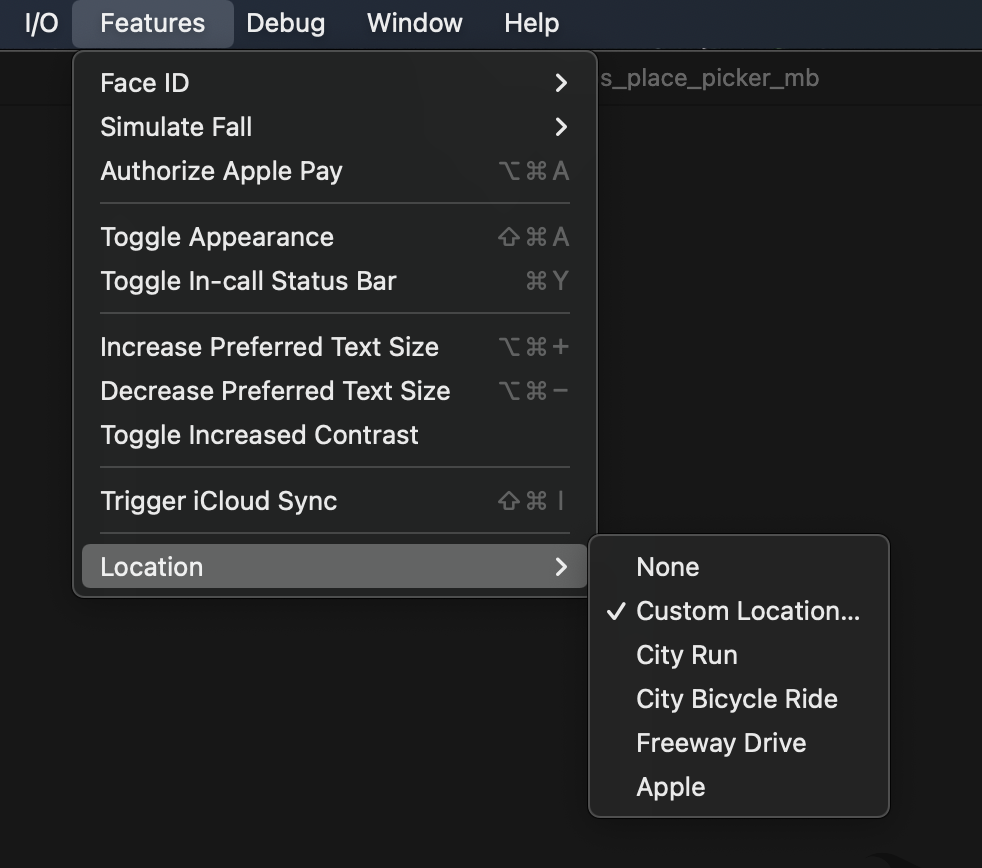 I/O Features Debug Window Help
s_place_picker_mb
Face ID
Simulate Fall
Authorize Apple Pay ⌥⌘A
Toggle Appearance ⇧⌘A
Toggle In-call Status Bar ⌘Y
Increase Preferred Text Size ⌥⌘+
Decrease Preferred Text Size ⌥⌘−
Toggle Increased Contrast
Trigger iCloud Sync ⇧⌘I
Location
None
✓ Custom Location...
City Run
City Bicycle Ride
Freeway Drive
Apple